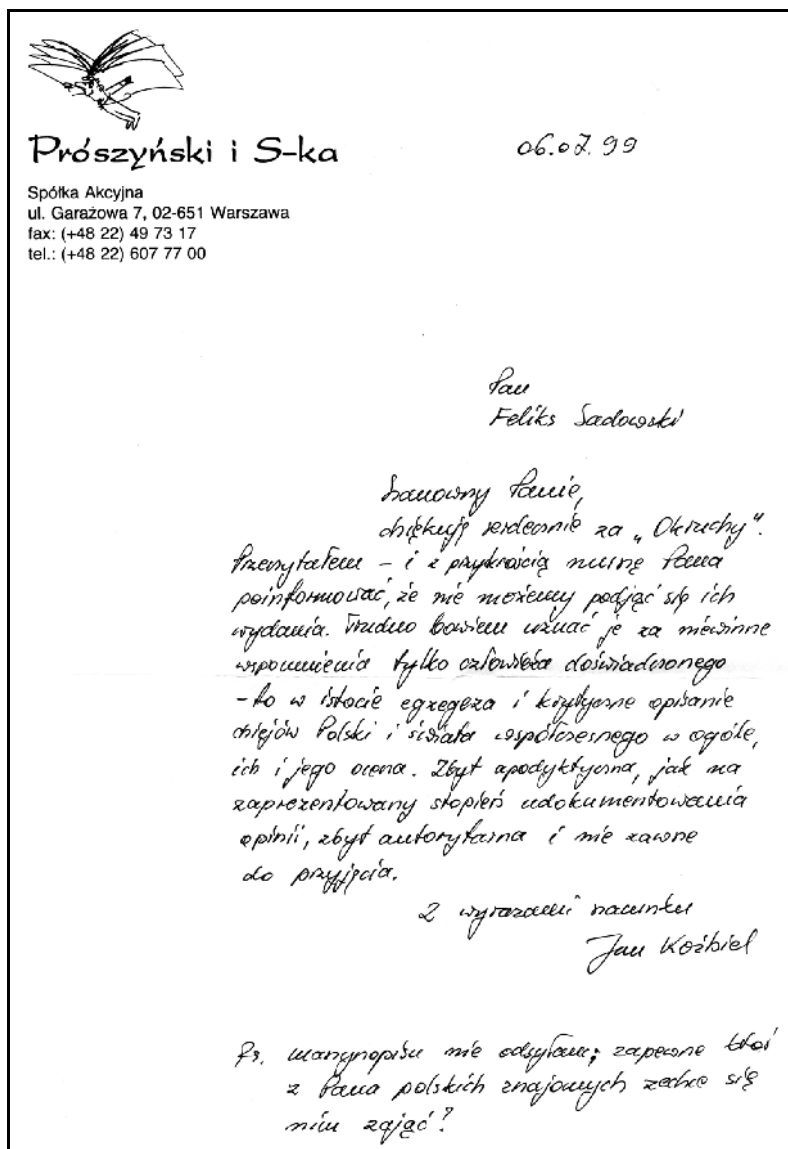 Prószyński i S-ka
06.07.99
Spółka Akcyjna
ul. Garażowa 7, 02-651 Warszawa
fax: (+48 22) 49 73 17
tel.: (+48 22) 607 77 00
Pan
Feliks Sadowski
Szanowny Panie,
dziękuję serdecznie za „Okruchy".
Przeczytałem – i z przykrością muszę Pana
poinformować, że nie możemy podjąć się ich
wydania. Trudno bowiem uznać je za niewinne
wspomnienia tylko człowieka doświadczonego
– to w istocie egzegeza i krytyczne opisanie
dziejów Polski i świata współczesnego w ogóle,
ich i jego ocena. Zbyt apodyktyczna, jak na
zaprezentowany stopień udokumentowania
opinii, zbyt autorytarna i nie zawsze
do przyjęcia.
Z wyrazami szacunku
Jan Koźbiel
Ps. maszynopisu nie odsyłam; zapewne ktoś
z Pana polskich znajomych zechce się
nim zająć?